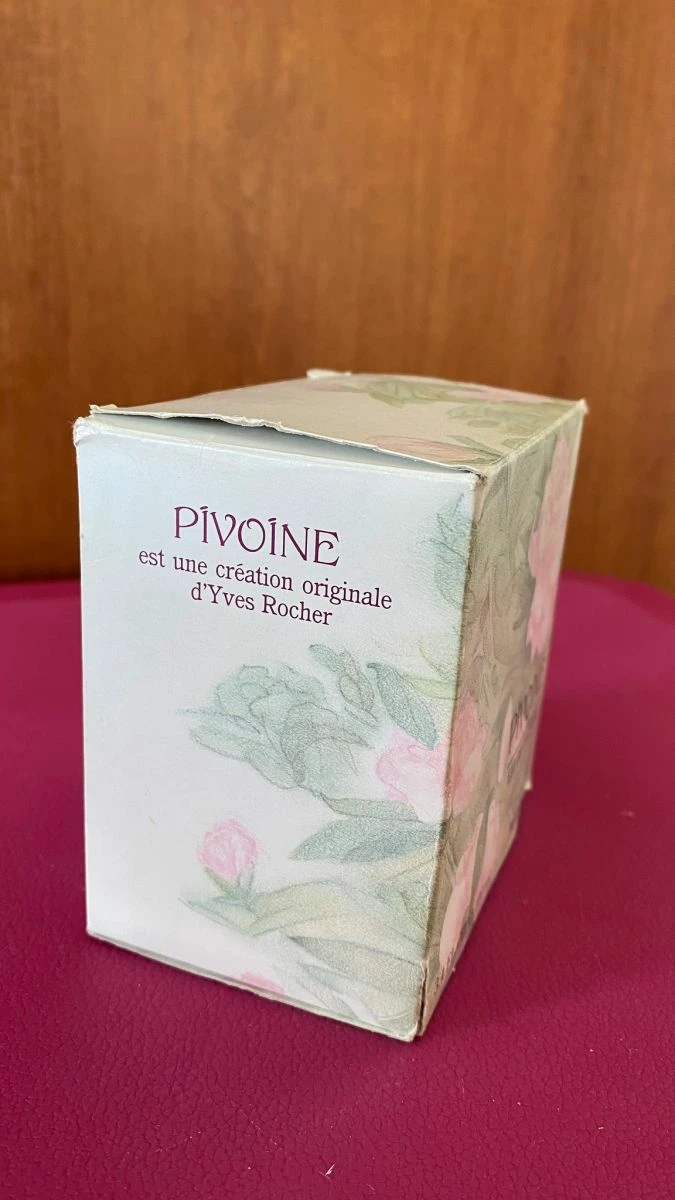 PIVOINE
est une création originale
d'Yves Rocher